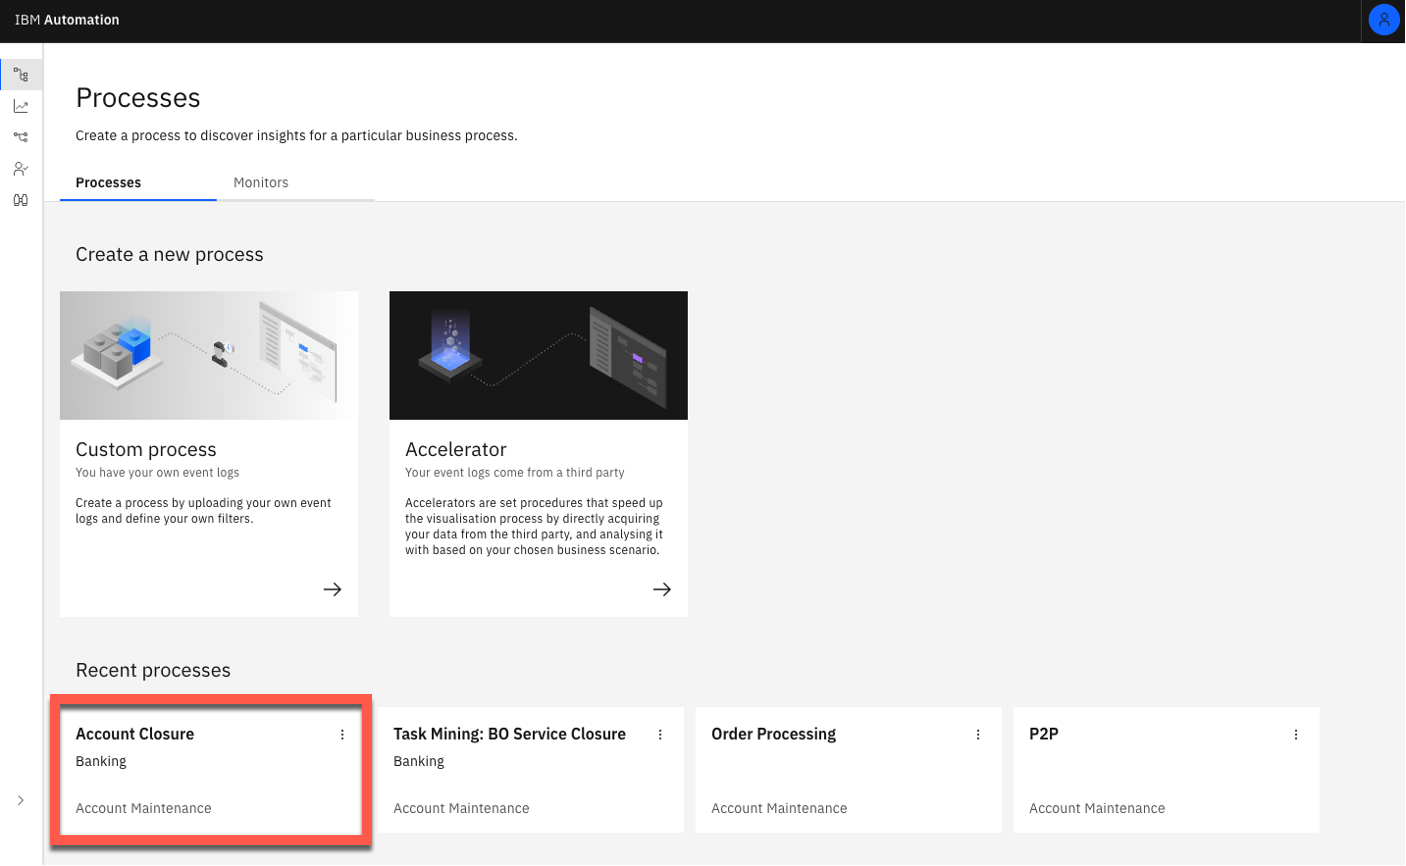 IBM Automation
Processes
Create a process to discover insights for a particular business process.
Processes
Monitors
Create a new process
Custom process
You have your own event logs
Create a process by uploading your own event
logs and define your own filters.
Accelerator
Your event logs come from a third party
Accelerators are set procedures that speed up
the visualisation process by directly acquiring
your data from the third party, and analysing it
with based on your chosen business scenario.
Recent processes
Account Closure
Banking
Account Maintenance
Task Mining: BO Service Closure
Banking
Account Maintenance
Order Processing
Account Maintenance
P2P
Account Maintenance